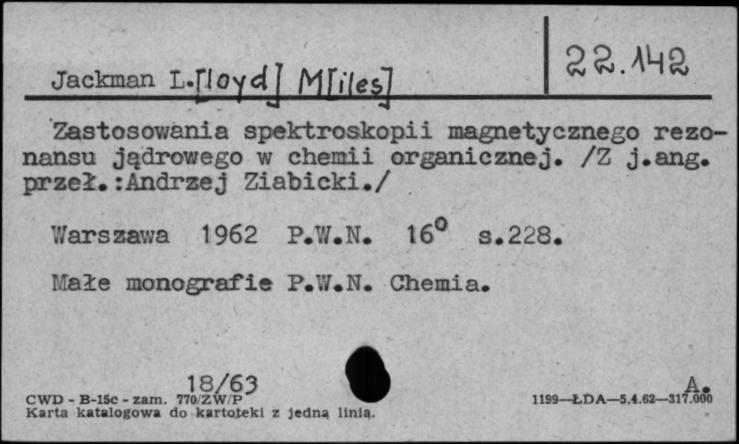 22.142
Jackman L.[loyd] M[iles]
Zastosowania spektroskopii magnetycznego rezo-
nansu jądrowego w chemii organicznej. /Z j.ang.
przeł.:Andrzej Ziabicki./
Warszawa 1962 P.W.N. 16⁰ s.228.
Małe monografie P.W.N. Chemia.
18/63 A.
CWD - B-15c - zam. 770/ZW/P 1199—ŁDA—5.4.62—317.000
Karta katalogowa do kartoteki z jedną linią.